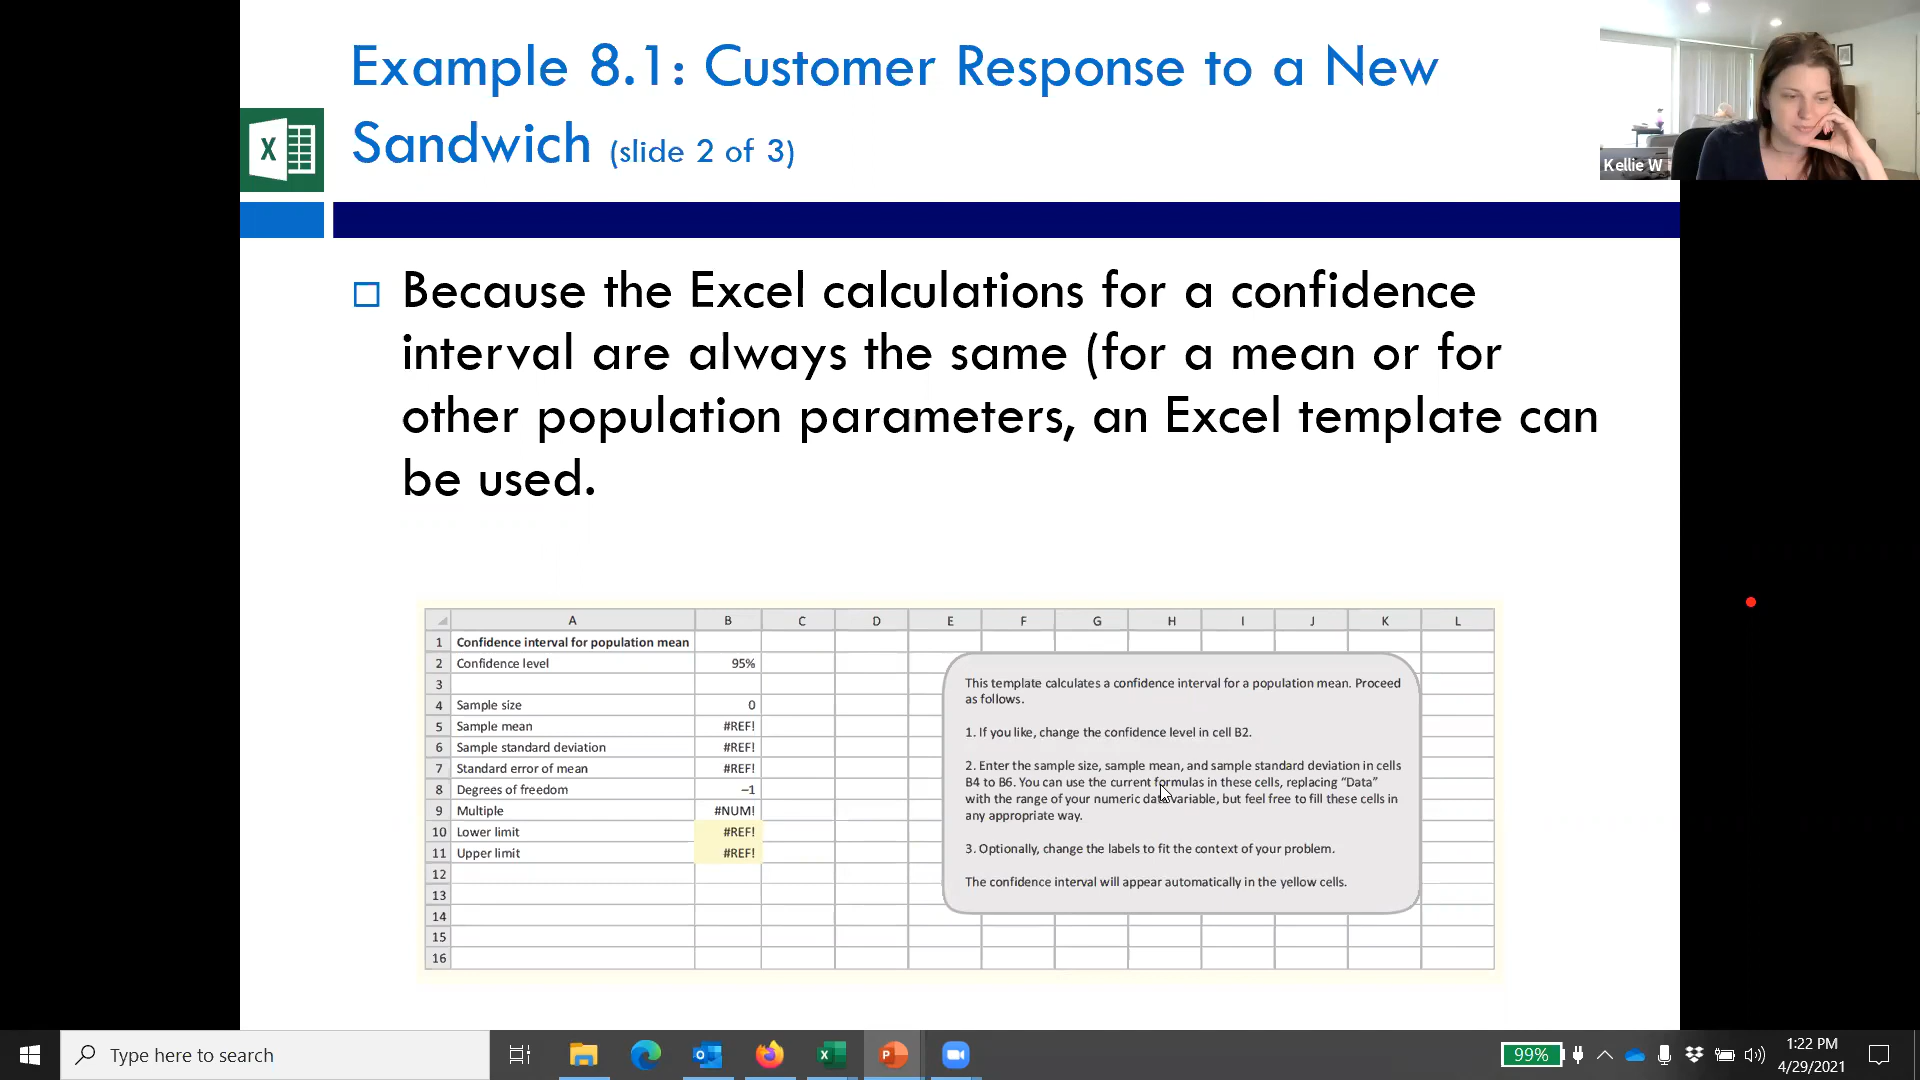 Example 8.1: Customer Response to a New
Sandwich (slide 2 of 3)
X
Kellie W
Because the Excel calculations for a confidence
interval are always the same (for a mean or for
other population parameters, an Excel template can
be used.
A B C D E F G H I J K L
1 Confidence interval for population mean
2 Confidence level 95%
3
4 Sample size 0
5 Sample mean #REF!
6 Sample standard deviation #REF!
7 Standard error of mean #REF!
8 Degrees of freedom –1
9 Multiple #NUM!
10 Lower limit #REF!
11 Upper limit #REF!
12
13
14
15
16
This template calculates a confidence interval for a population mean. Proceed
as follows.
1. If you like, change the confidence level in cell B2.
2. Enter the sample size, sample mean, and sample standard deviation in cells
B4 to B6. You can use the current formulas in these cells, replacing “Data”
with the range of your numeric data variable, but feel free to fill these cells in
any appropriate way.
3. Optionally, change the labels to fit the context of your problem.
The confidence interval will appear automatically in the yellow cells.
Type here to search
99%
1:22 PM
4/29/2021